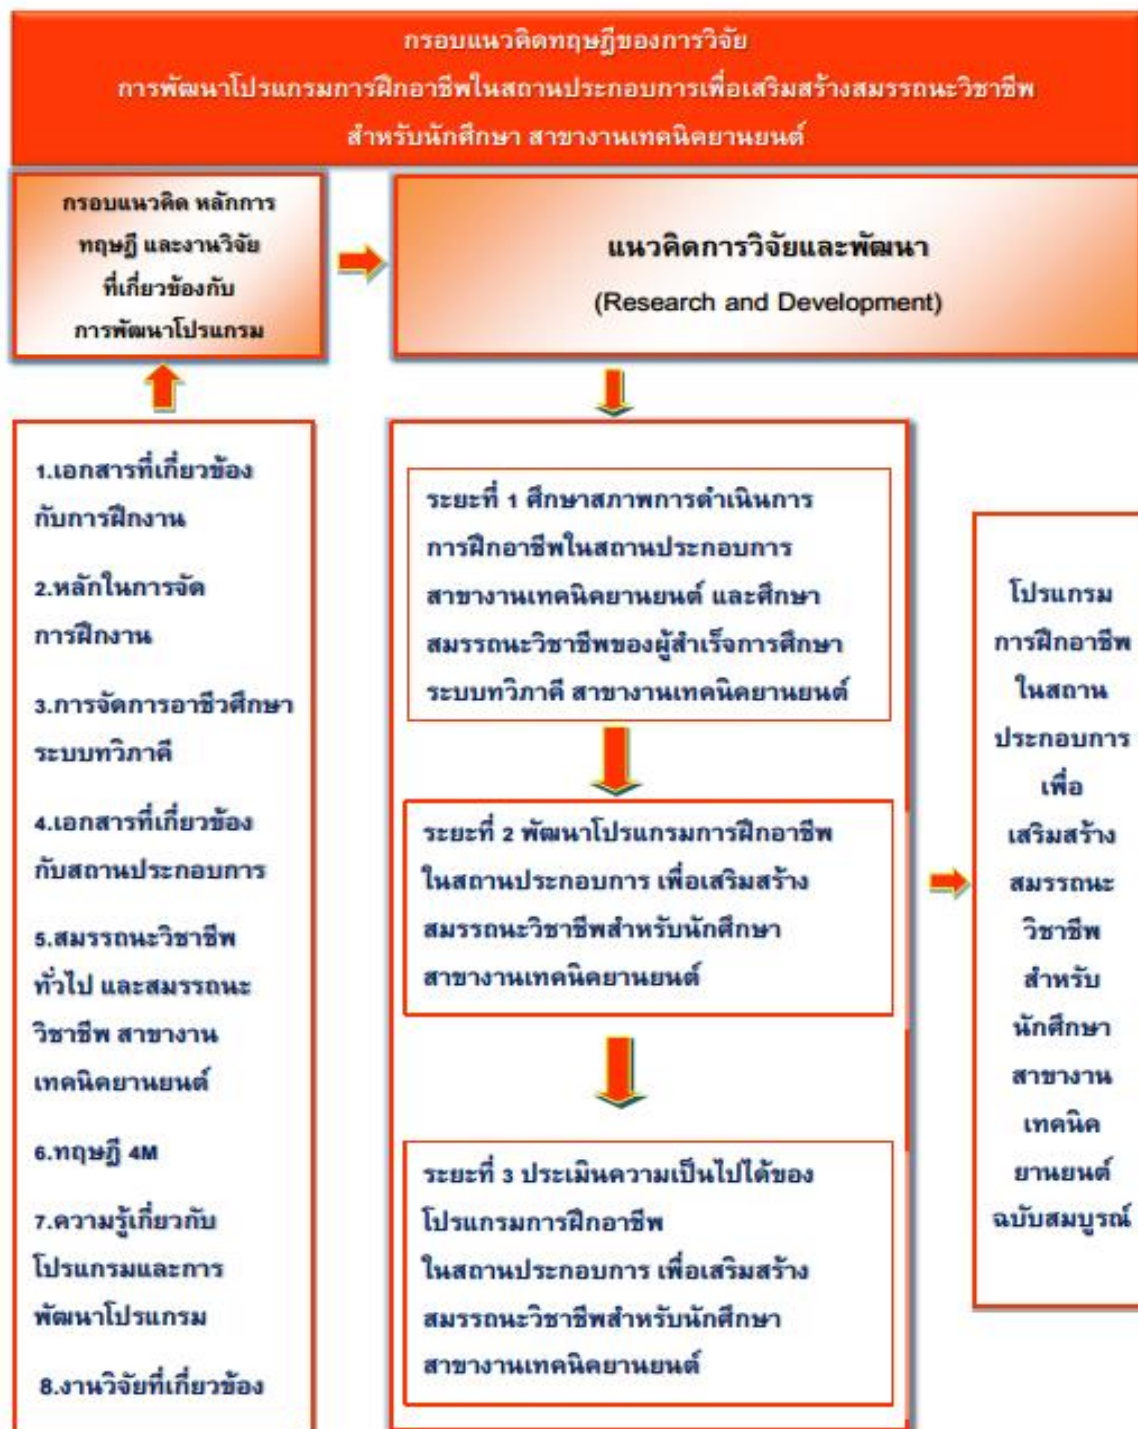 กรอบแนวคิดทฤษฎีของการวิจัย
การพัฒนาโปรแกรมการฝึกอาชีพในสถานประกอบการเพื่อเสริมสร้างสมรรถนะวิชาชีพ
สำหรับนักศึกษา สาขางานเทคนิคยานยนต์
กรอบแนวคิด หลักการ
ทฤษฎี และงานวิจัย
ที่เกี่ยวข้องกับ
การพัฒนาโปรแกรม
แนวคิดการวิจัยและพัฒนา
(Research and Development)
1.เอกสารที่เกี่ยวข้อง
กับการฝึกงาน
2.หลักในการจัด
การฝึกงาน
3.การจัดการอาชีวศึกษา
ระบบทวิภาคี
4.เอกสารที่เกี่ยวข้อง
กับสถานประกอบการ
5.สมรรถนะวิชาชีพ
ทั่วไป และสมรรถนะ
วิชาชีพ สาขางาน
เทคนิคยานยนต์
6.ทฤษฎี 4M
7.ความรู้เกี่ยวกับ
โปรแกรมและการ
พัฒนาโปรแกรม
8.งานวิจัยที่เกี่ยวข้อง
ระยะที่ 1 ศึกษาสภาพการดำเนินการ
การฝึกอาชีพในสถานประกอบการ
สาขางานเทคนิคยานยนต์ และศึกษา
สมรรถนะวิชาชีพของผู้สำเร็จการศึกษา
ระบบทวิภาคี สาขางานเทคนิคยานยนต์
ระยะที่ 2 พัฒนาโปรแกรมการฝึกอาชีพ
ในสถานประกอบการ เพื่อเสริมสร้าง
สมรรถนะวิชาชีพสำหรับนักศึกษา
สาขางานเทคนิคยานยนต์
ระยะที่ 3 ประเมินความเป็นไปได้ของ
โปรแกรมการฝึกอาชีพ
ในสถานประกอบการ เพื่อเสริมสร้าง
สมรรถนะวิชาชีพสำหรับนักศึกษา
สาขางานเทคนิคยานยนต์
โปรแกรม
การฝึกอาชีพ
ในสถาน
ประกอบการ
เพื่อ
เสริมสร้าง
สมรรถนะ
วิชาชีพ
สำหรับ
นักศึกษา
สาขางาน
เทคนิค
ยานยนต์
ฉบับสมบูรณ์